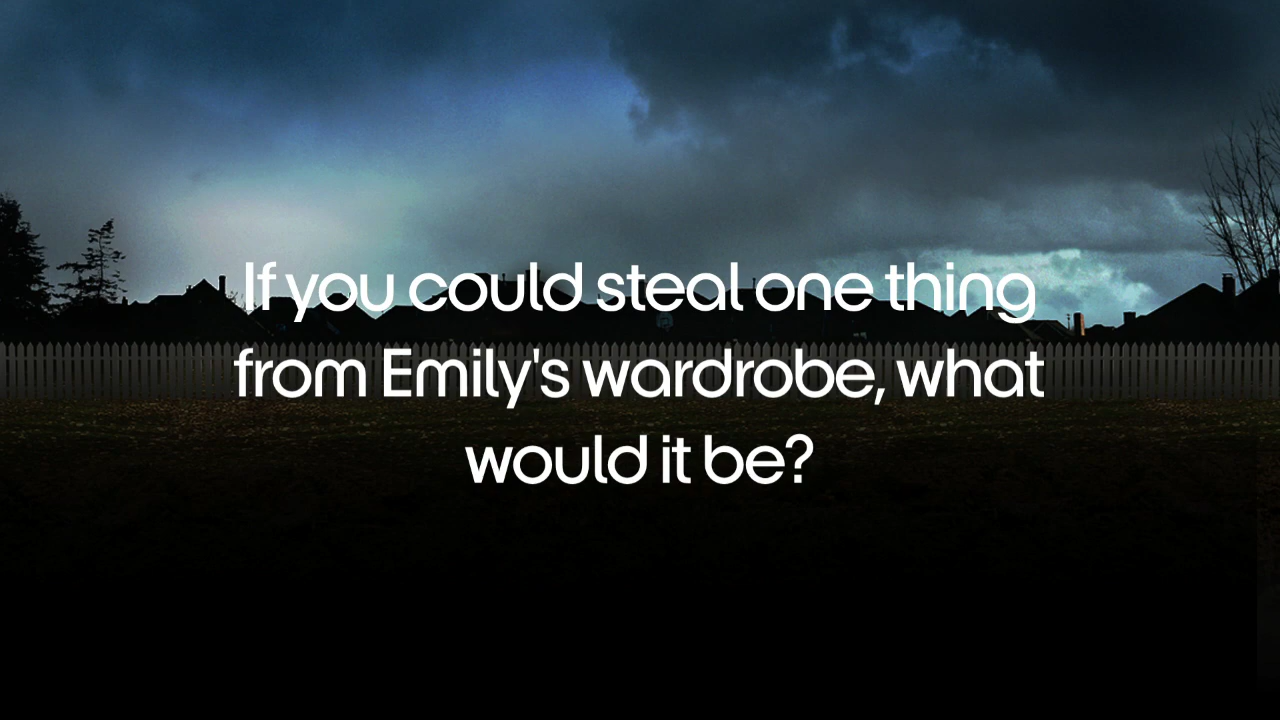 If you could steal one thing
from Emily's wardrobe, what
would it be?